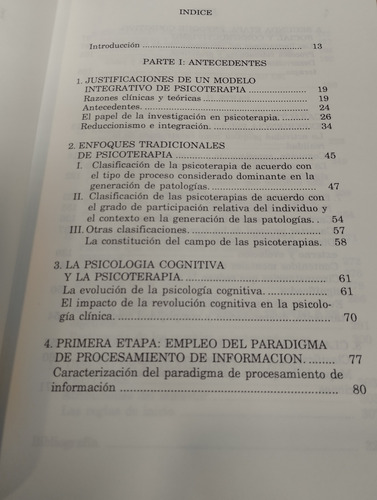 INDICE
Introducción ............ 13
PARTE I: ANTECEDENTES
1. JUSTIFICACIONES DE UN MODELO
INTEGRATIVO DE PSICOTERAPIA ............ 19
Razones clínicas y teóricas ............ 19
Antecedentes. ............ 24
El papel de la investigación en psicoterapia. ......... 26
Reduccionismo e integración. ............ 34
2. ENFOQUES TRADICIONALES
DE PSICOTERAPIA ............ 45
I. Clasificación de la psicoterapia de acuerdo con
el tipo de proceso considerado dominante en la
generación de patologías. ............ 47
II. Clasificación de las psicoterapias de acuerdo con
el grado de participación relativa del individuo y
el contexto en la generación de las patologías. . 54
III. Otras clasificaciones. ............ 57
La constitución del campo de las psicoterapias. 58
3. LA PSICOLOGIA COGNITIVA
Y LA PSICOTERAPIA. ............ 61
La evolución de la psicología cognitiva. ............ 61
El impacto de la revolución cognitiva en la psicolo-
gía clínica. ............ 70
4. PRIMERA ETAPA: EMPLEO DEL PARADIGMA
DE PROCESAMIENTO DE INFORMACION. ........ 77
Caracterización del paradigma de procesamiento de
información ............ 80